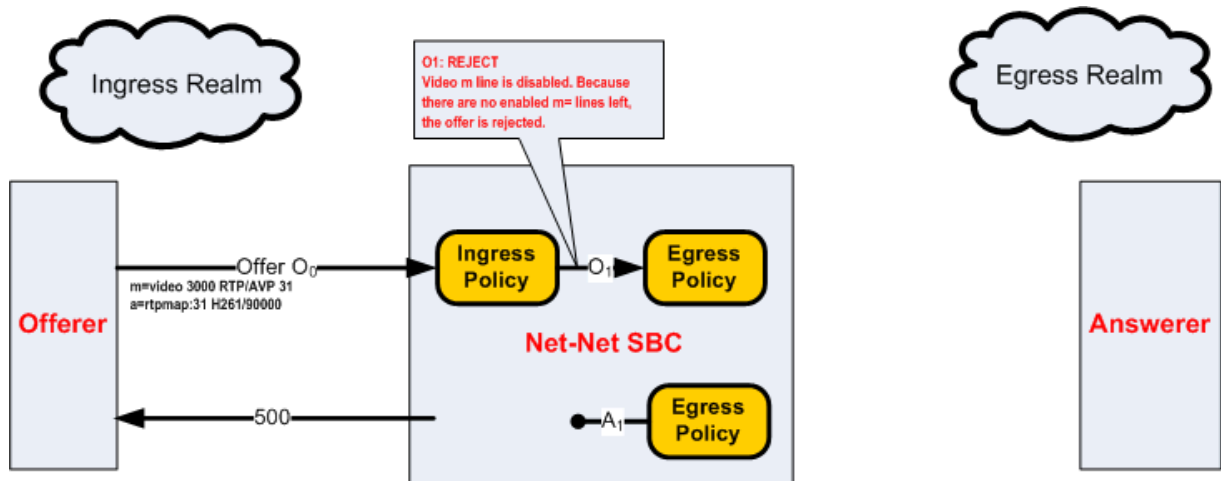 Ingress Realm
O1: REJECT
Video m line is disabled. Because
there are no enabled m= lines left,
the offer is rejected.
Egress Realm
Offerer
Offer O0
m=video 3000 RTP/AVP 31
a=rtpmap:31 H261/90000
Ingress
Policy
O1
Egress
Policy
Net-Net SBC
Answerer
500
A1
Egress
Policy